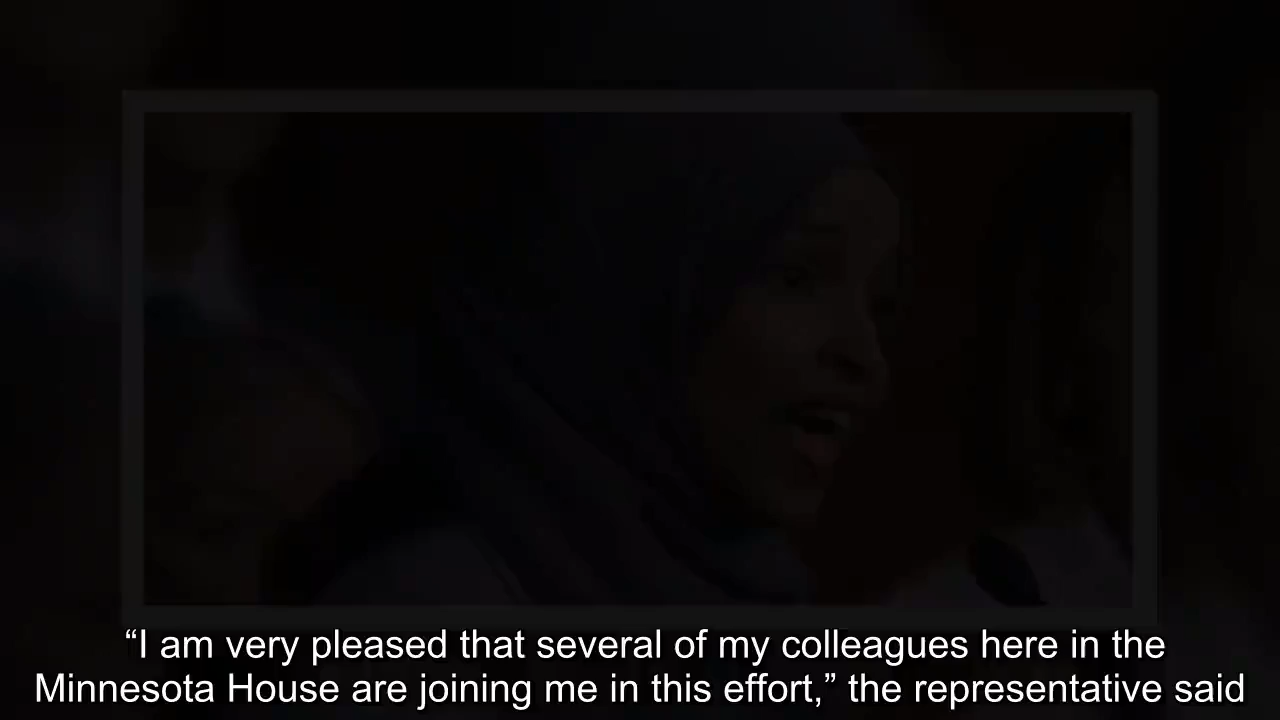 “I am very pleased that several of my colleagues here in the
Minnesota House are joining me in this effort,” the representative said